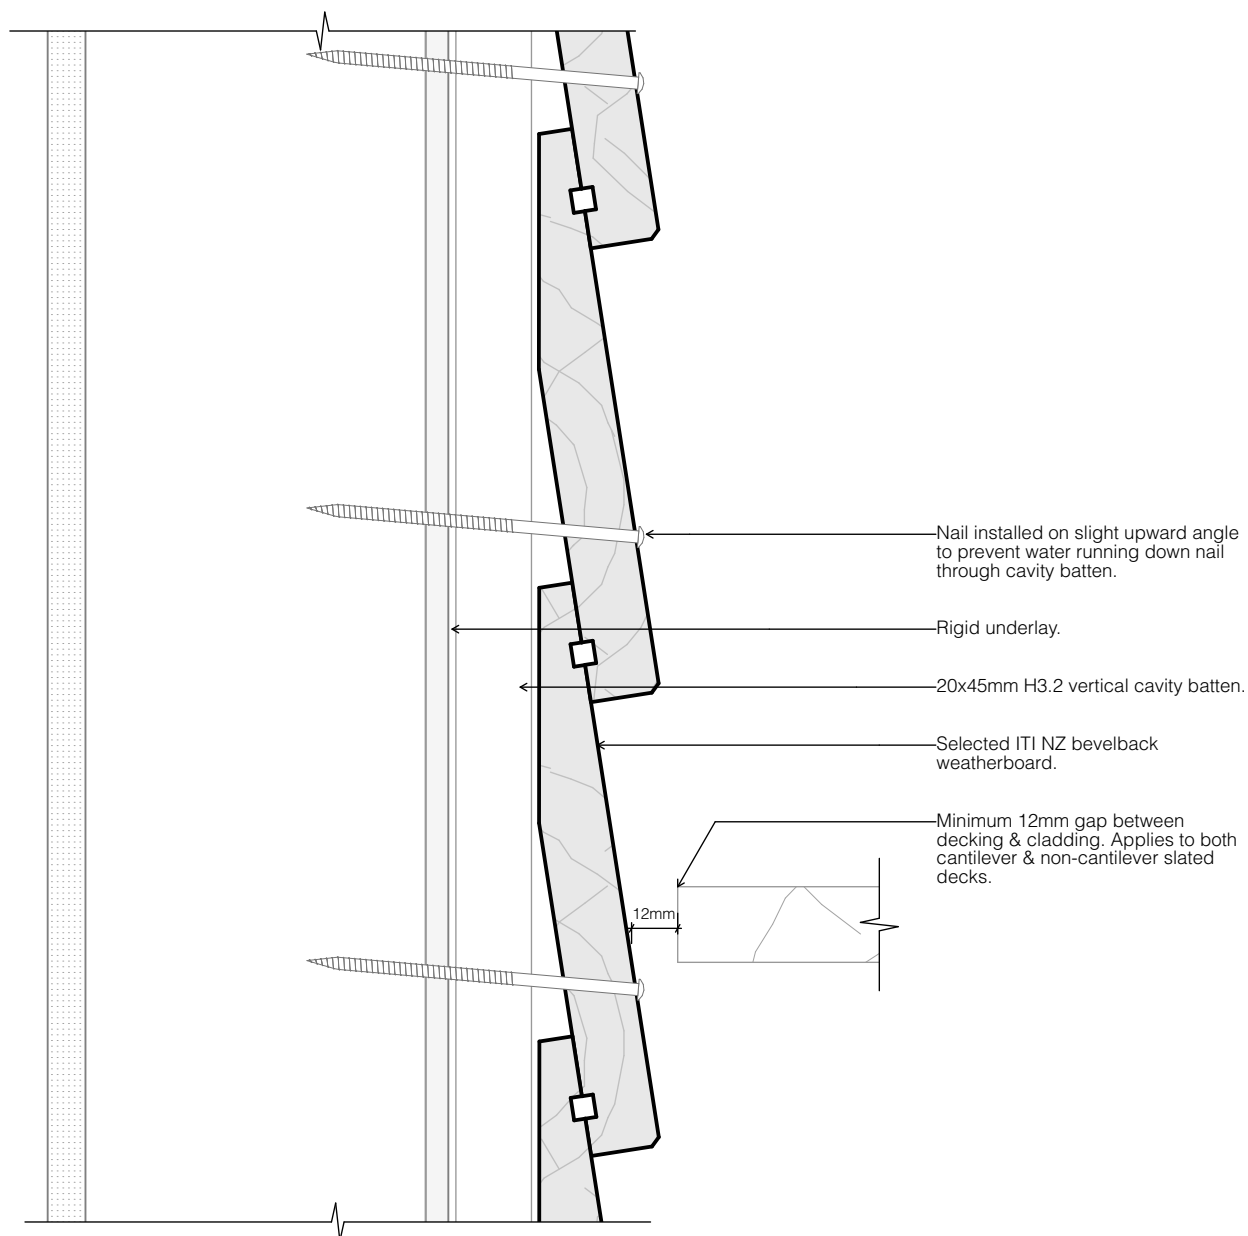 Nail installed on slight upward angle
to prevent water running down nail
through cavity batten.
Rigid underlay.
20x45mm H3.2 vertical cavity batten.
Selected ITI NZ bevelback
weatherboard.
Minimum 12mm gap between
decking & cladding. Applies to both
cantilever & non-cantilever slated
decks.
12mm